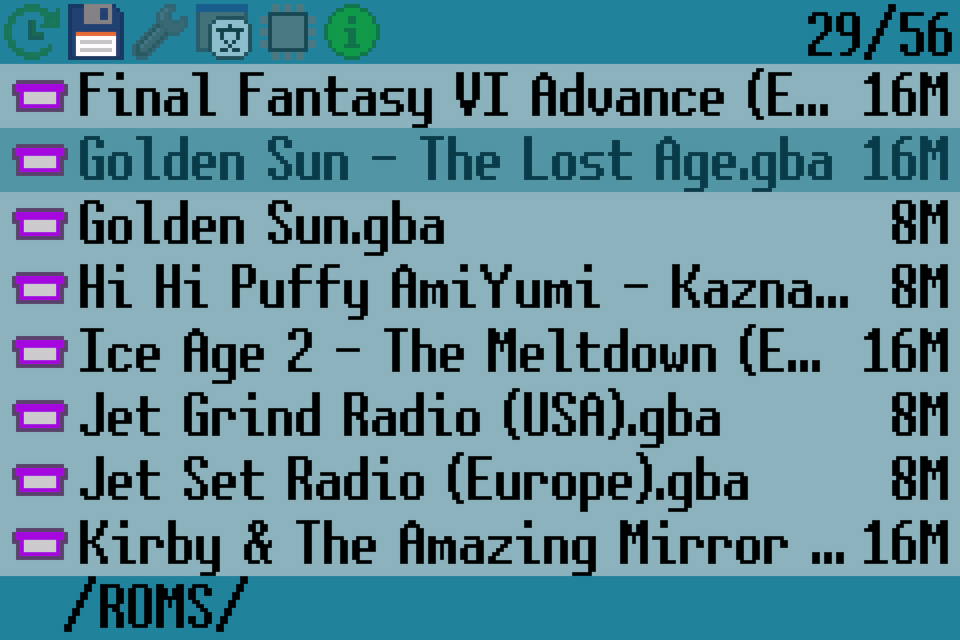 29/56
Final Fantasy VI Advance (E... 16M
Golden Sun - The Lost Age.gba 16M
Golden Sun.gba 8M
Hi Hi Puffy AmiYumi - Kazna... 8M
Ice Age 2 - The Meltdown (E... 16M
Jet Grind Radio (USA).gba 8M
Jet Set Radio (Europe).gba 8M
Kirby & The Amazing Mirror ... 16M
/ROMS/